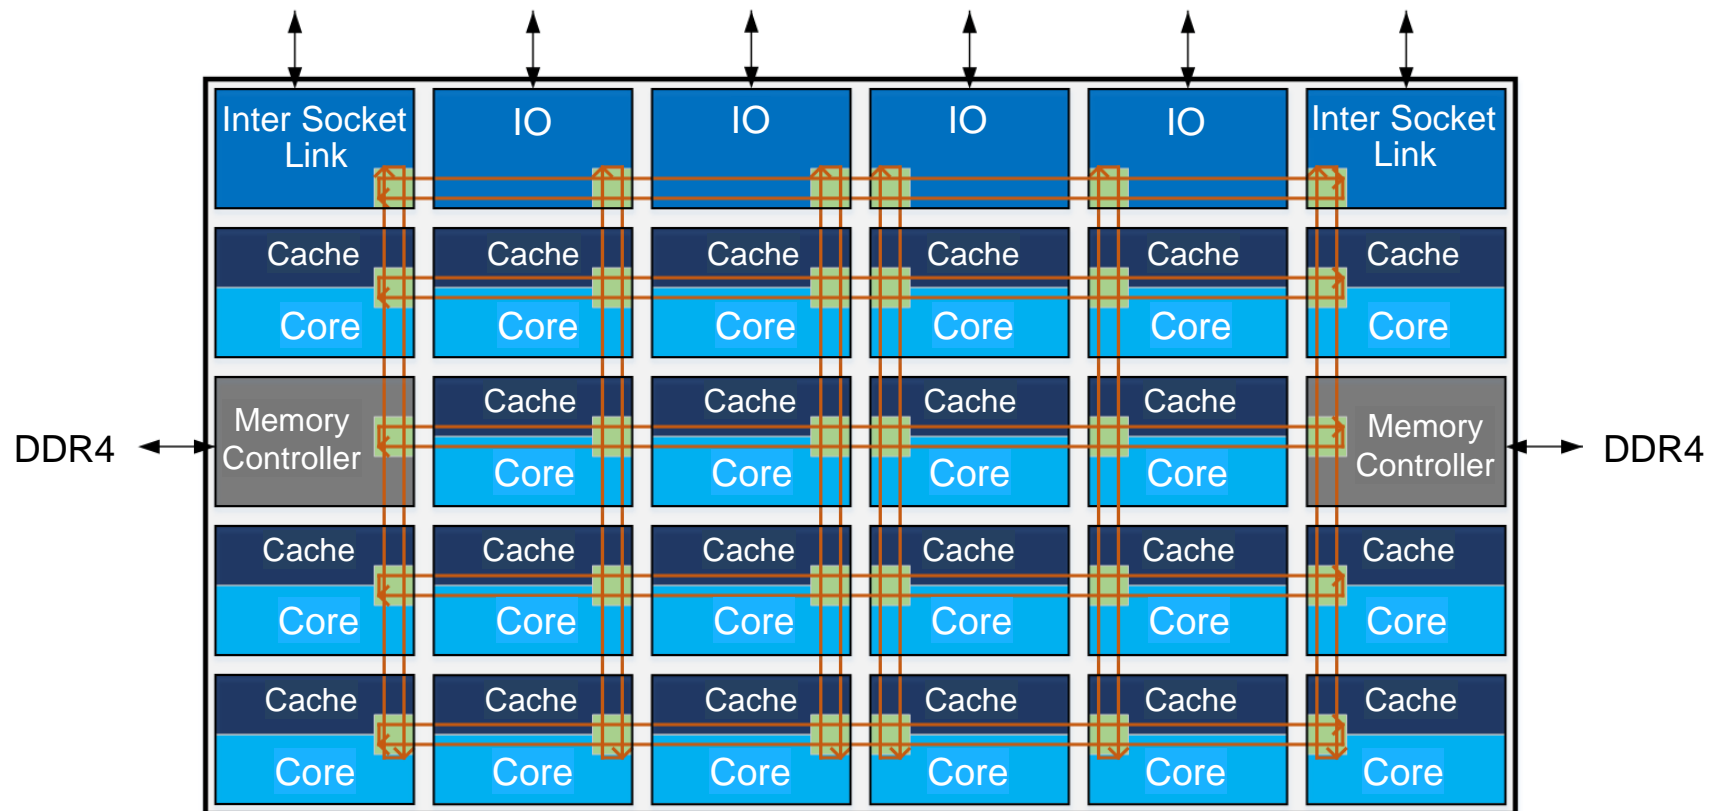 Inter Socket
Link
IO
IO
IO
IO
Inter Socket
Link
Cache
Core
Cache
Core
Cache
Core
Cache
Core
Cache
Core
Cache
Core
DDR4
Memory
Controller
Cache
Core
Cache
Core
Cache
Core
Cache
Core
Memory
Controller
DDR4
Cache
Core
Cache
Core
Cache
Core
Cache
Core
Cache
Core
Cache
Core
Cache
Core
Cache
Core
Cache
Core
Cache
Core
Cache
Core
Cache
Core